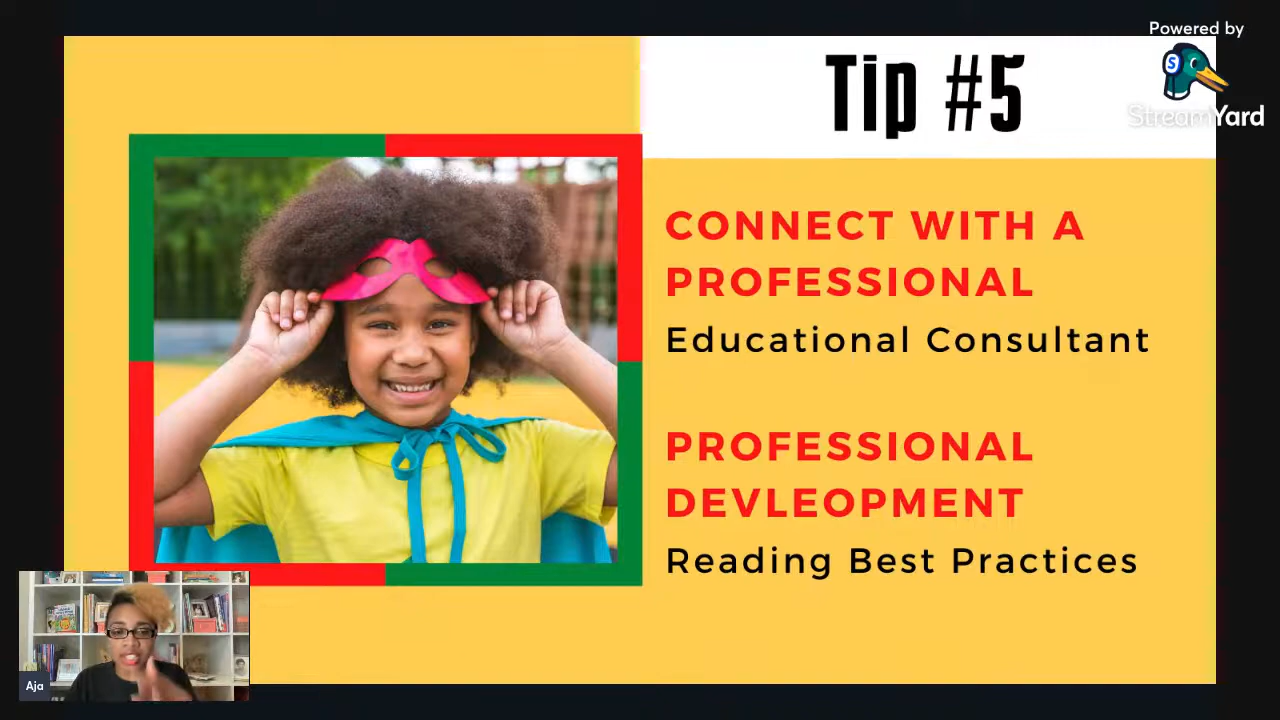 Powered by
StreamYard
Tip #5
CONNECT WITH A
PROFESSIONAL
Educational Consultant
PROFESSIONAL
DEVLEOPMENT
Reading Best Practices
Aja